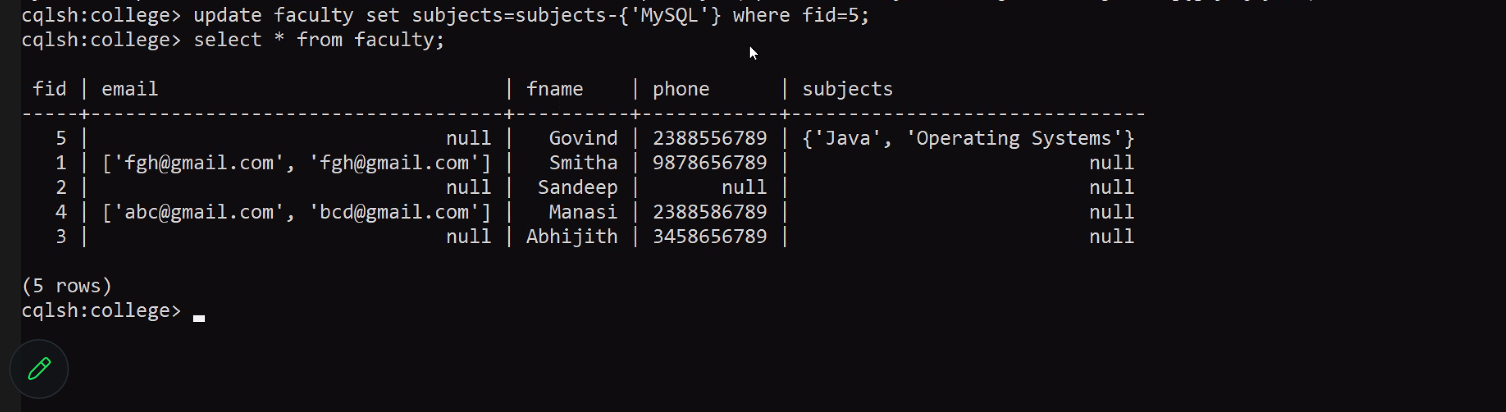 cqlsh:college> update faculty set subjects=subjects-{'MySQL'} where fid=5;
cqlsh:college> select * from faculty;
 fid | email                               | fname    | phone      | subjects
-----+-------------------------------------+----------+------------+-------------------------------
   5 |                                null |   Govind | 2388556789 | {'Java', 'Operating Systems'}
   1 | ['fgh@gmail.com', 'fgh@gmail.com'] |   Smitha | 9878656789 |                          null
   2 |                                null |  Sandeep |       null |                          null
   4 | ['abc@gmail.com', 'bcd@gmail.com'] |   Manasi | 2388586789 |                          null
   3 |                                null | Abhijith | 3458656789 |                          null
(5 rows)
cqlsh:college>